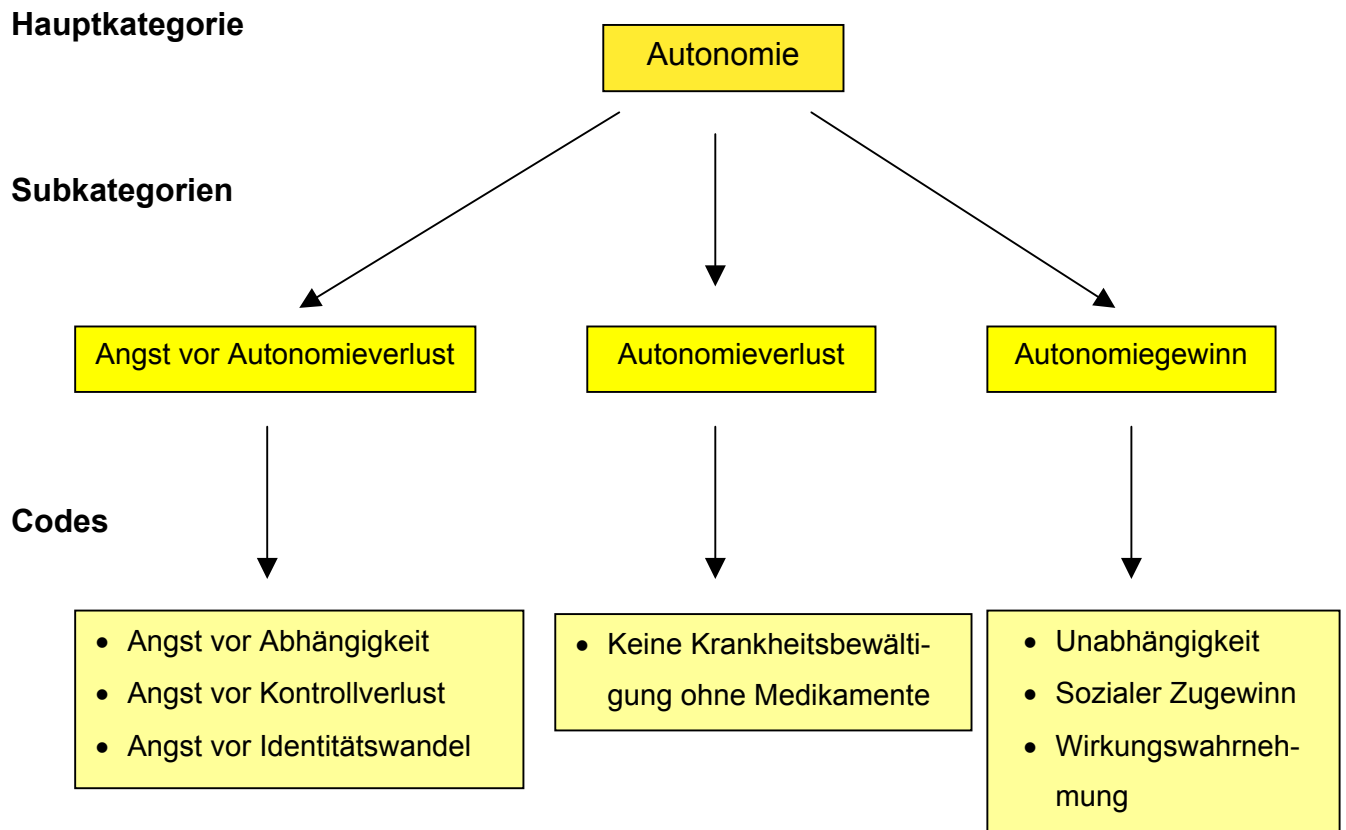 Hauptkategorie
Autonomie
Subkategorien
Angst vor Autonomieverlust
Autonomieverlust
Autonomiegewinn
Codes
• Angst vor Abhängigkeit
• Angst vor Kontrollverlust
• Angst vor Identitätswandel
• Keine Krankheitsbewälti-
gung ohne Medikamente
• Unabhängigkeit
• Sozialer Zugewinn
• Wirkungswahrneh-
mung